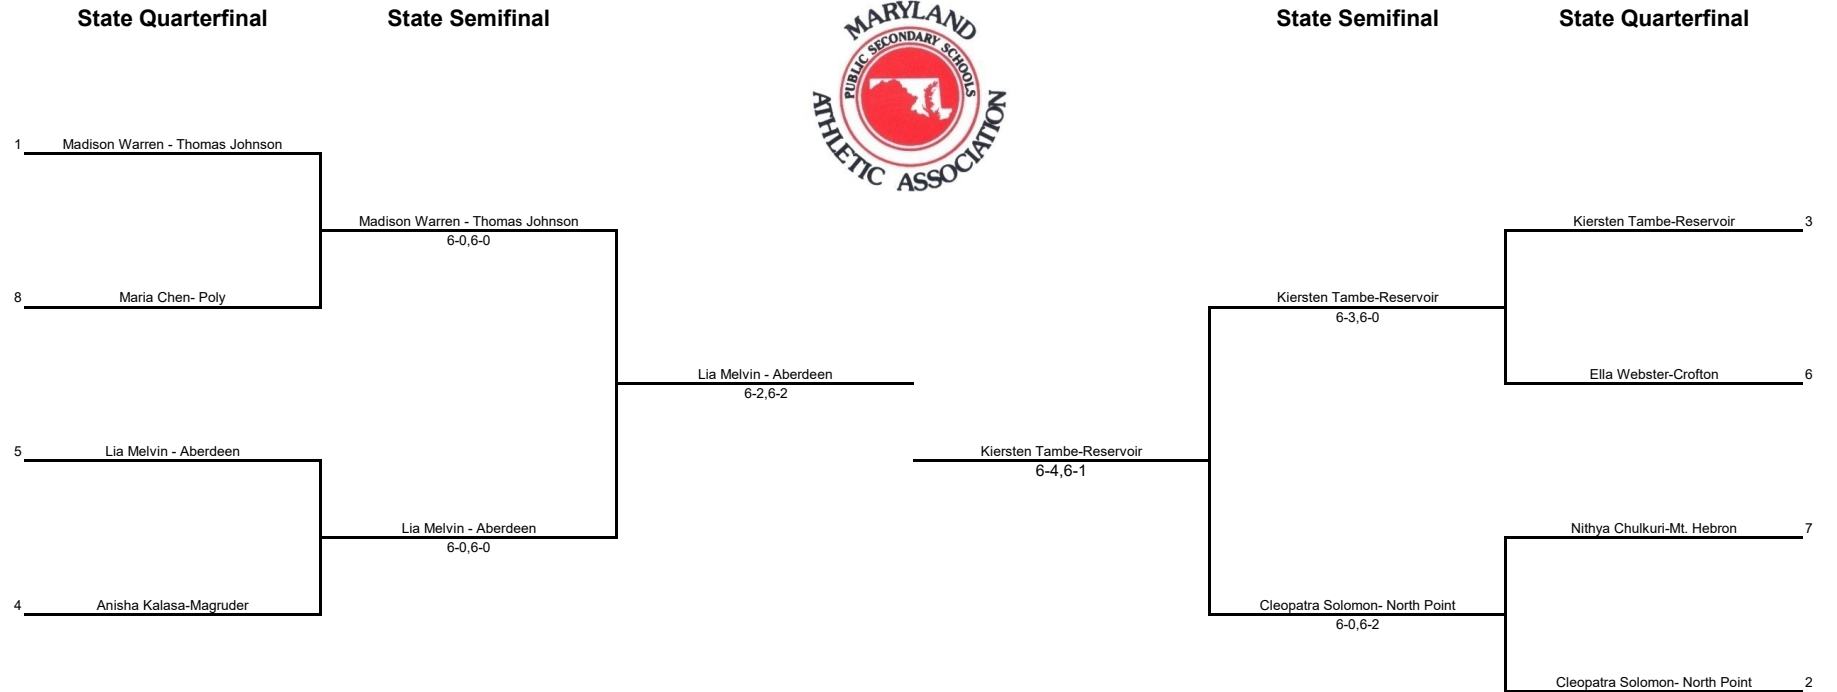 State Quarterfinal
State Semifinal
MARYLAND
PUBLIC SECONDARY SCHOOLS
ATHLETIC ASSOCIATION
State Semifinal
State Quarterfinal
1 Madison Warren - Thomas Johnson
Madison Warren - Thomas Johnson
6-0,6-0
8 Maria Chen- Poly
Lia Melvin - Aberdeen
6-2,6-2
5 Lia Melvin - Aberdeen
Lia Melvin - Aberdeen
6-0,6-0
4 Anisha Kalasa-Magruder
Kiersten Tambe-Reservoir 3
Kiersten Tambe-Reservoir
6-3,6-0
Ella Webster-Crofton 6
Kiersten Tambe-Reservoir
6-4,6-1
Nithya Chulkuri-Mt. Hebron 7
Cleopatra Solomon- North Point
6-0,6-2
Cleopatra Solomon- North Point 2